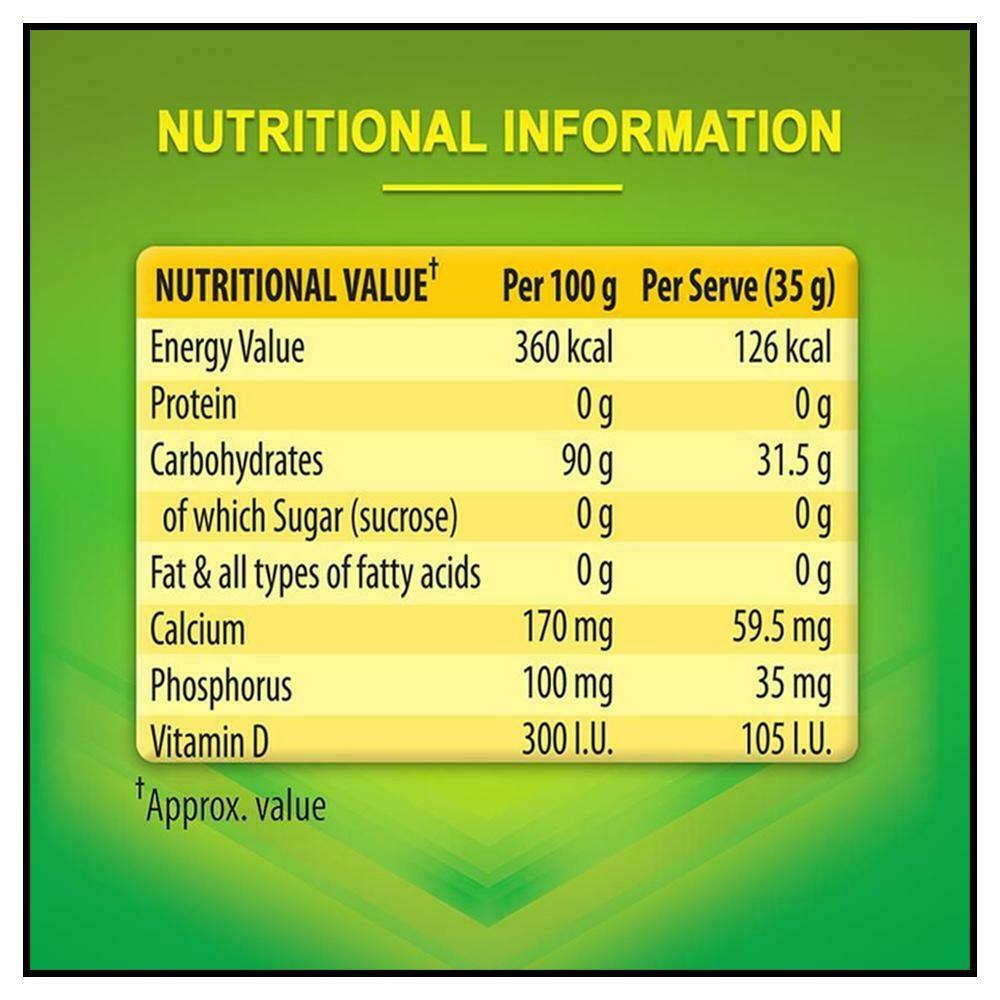 NUTRITIONAL INFORMATION
NUTRITIONAL VALUE† Per 100 g Per Serve (35 g)
Energy Value 360 kcal 126 kcal
Protein 0 g 0 g
Carbohydrates 90 g 31.5 g
of which Sugar (sucrose) 0 g 0 g
Fat & all types of fatty acids 0 g 0 g
Calcium 170 mg 59.5 mg
Phosphorus 100 mg 35 mg
Vitamin D 300 I.U. 105 I.U.
†Approx. value